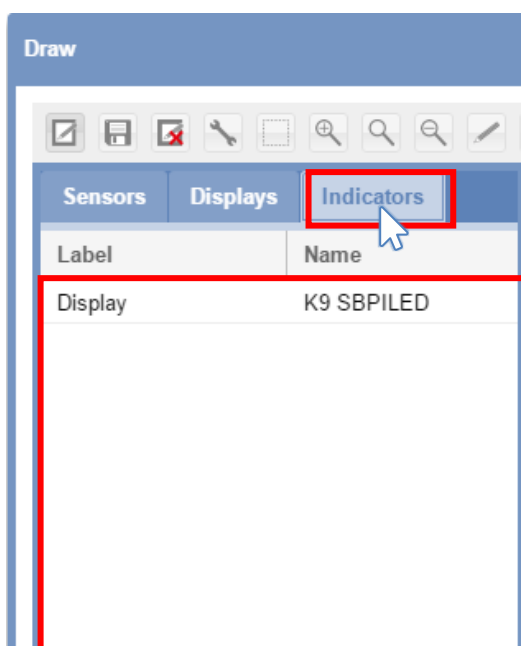 Draw
Sensors Displays Indicators
Label Name
Display K9 SBPILED